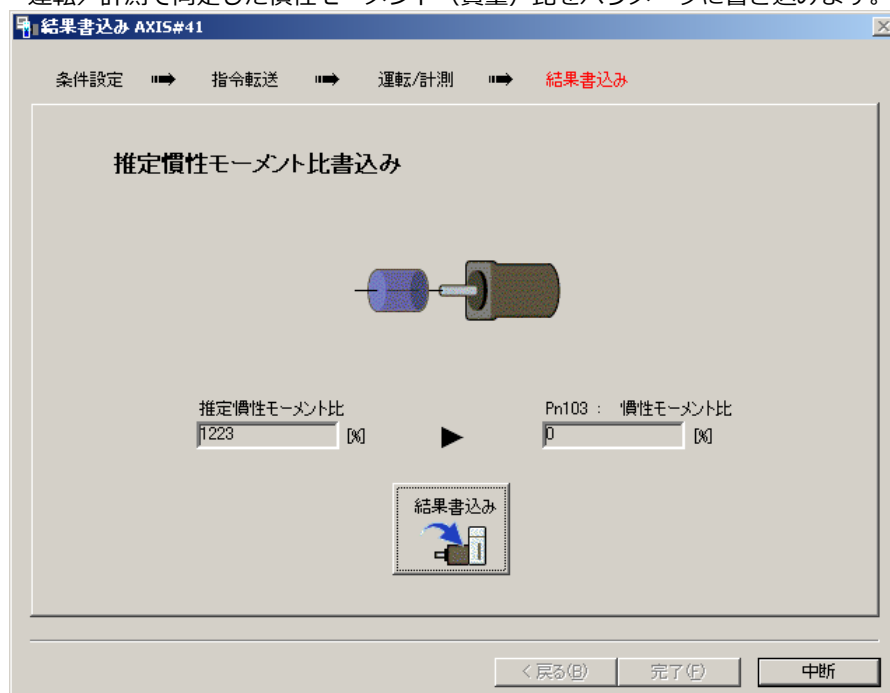 運転/計測で同定した慣性モーメント(質量)比をパラメータに書き込みます。
結果書込み AXIS#41
条件設定 指令転送 運転/計測 結果書込み
推定慣性モーメント比書込み
推定慣性モーメント比 Pn103 : 慣性モーメント比
1223 [%] 0 [%]
結果書込み
< 戻る(B) 完了(F) 中断